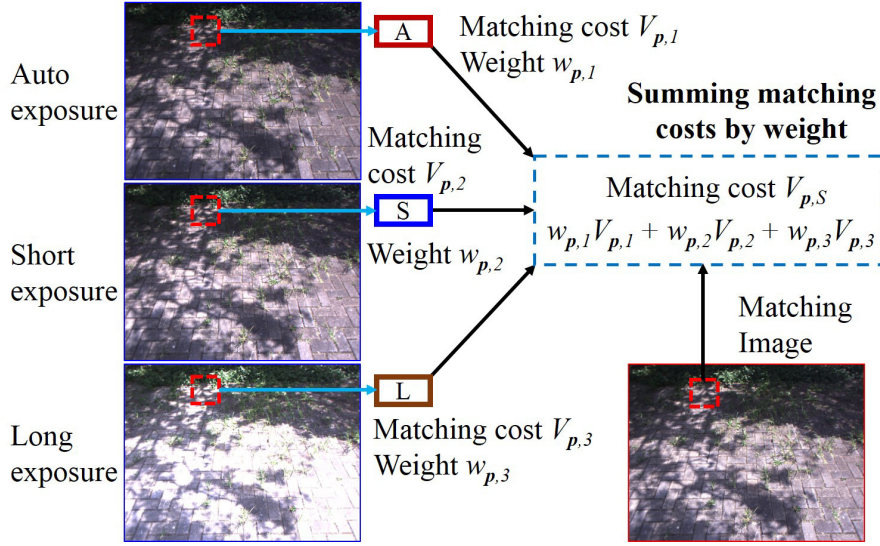 Auto
exposure
A
Matching cost V_{p,1}
Weight w_{p,1}
Summing matching
costs by weight
Matching
cost V_{p,2}
S
Weight w_{p,2}
Short
exposure
Matching cost V_{p,S}
w_{p,1}V_{p,1} + w_{p,2}V_{p,2} + w_{p,3}V_{p,3}
Matching
Image
Long
exposure
L
Matching cost V_{p,3}
Weight w_{p,3}